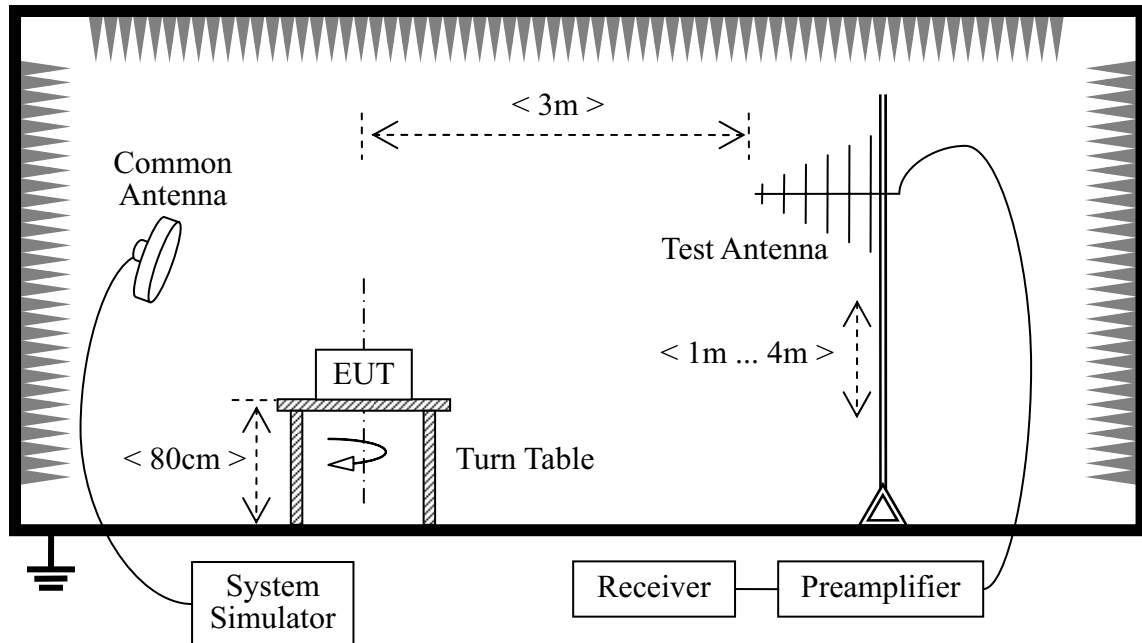 < 3m >
Common
Antenna
Test Antenna
< 1m ... 4m >
EUT
< 80cm >
Turn Table
System
Simulator
Receiver
Preamplifier